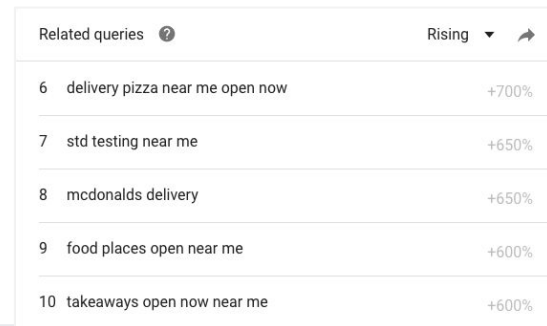 Related queries ? Rising
6 delivery pizza near me open now +700%
7 std testing near me +650%
8 mcdonalds delivery +650%
9 food places open near me +600%
10 takeaways open now near me +600%